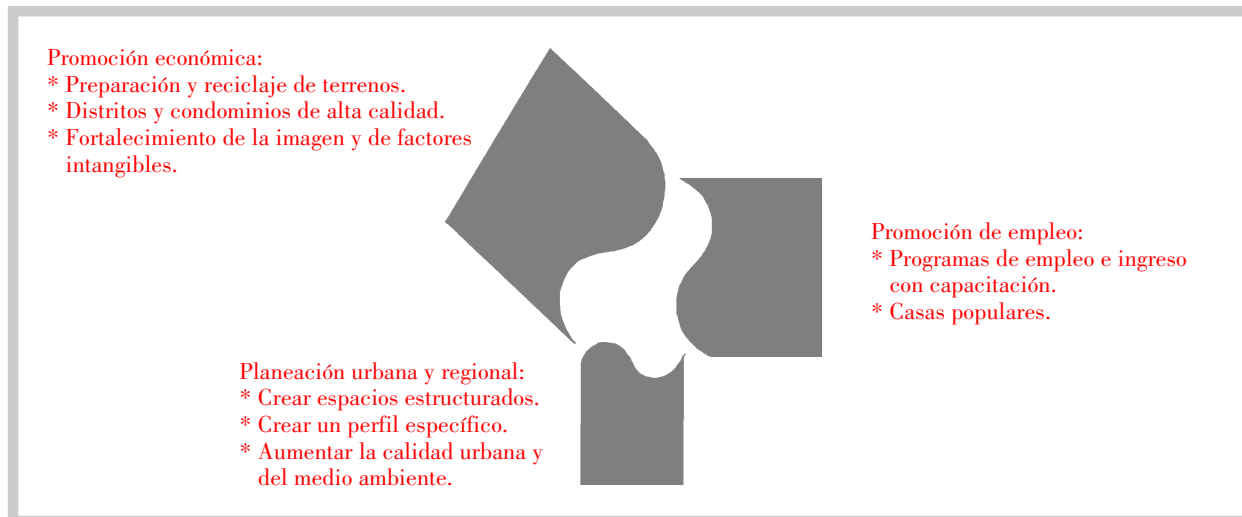 Promoción económica:
* Preparación y reciclaje de terrenos.
* Distritos y condominios de alta calidad.
* Fortalecimiento de la imagen y de factores
intangibles.
Promoción de empleo:
* Programas de empleo e ingreso
con capacitación.
* Casas populares.
Planeación urbana y regional:
* Crear espacios estructurados.
* Crear un perfil específico.
* Aumentar la calidad urbana y
del medio ambiente.